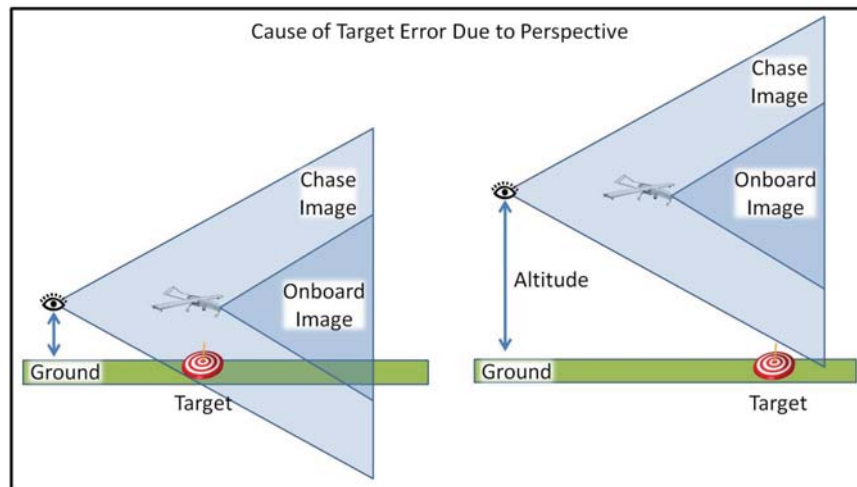 Cause of Target Error Due to Perspective
Chase
Image
Onboard
Image
Ground
Target
Chase
Image
Onboard
Image
Altitude
Ground
Target